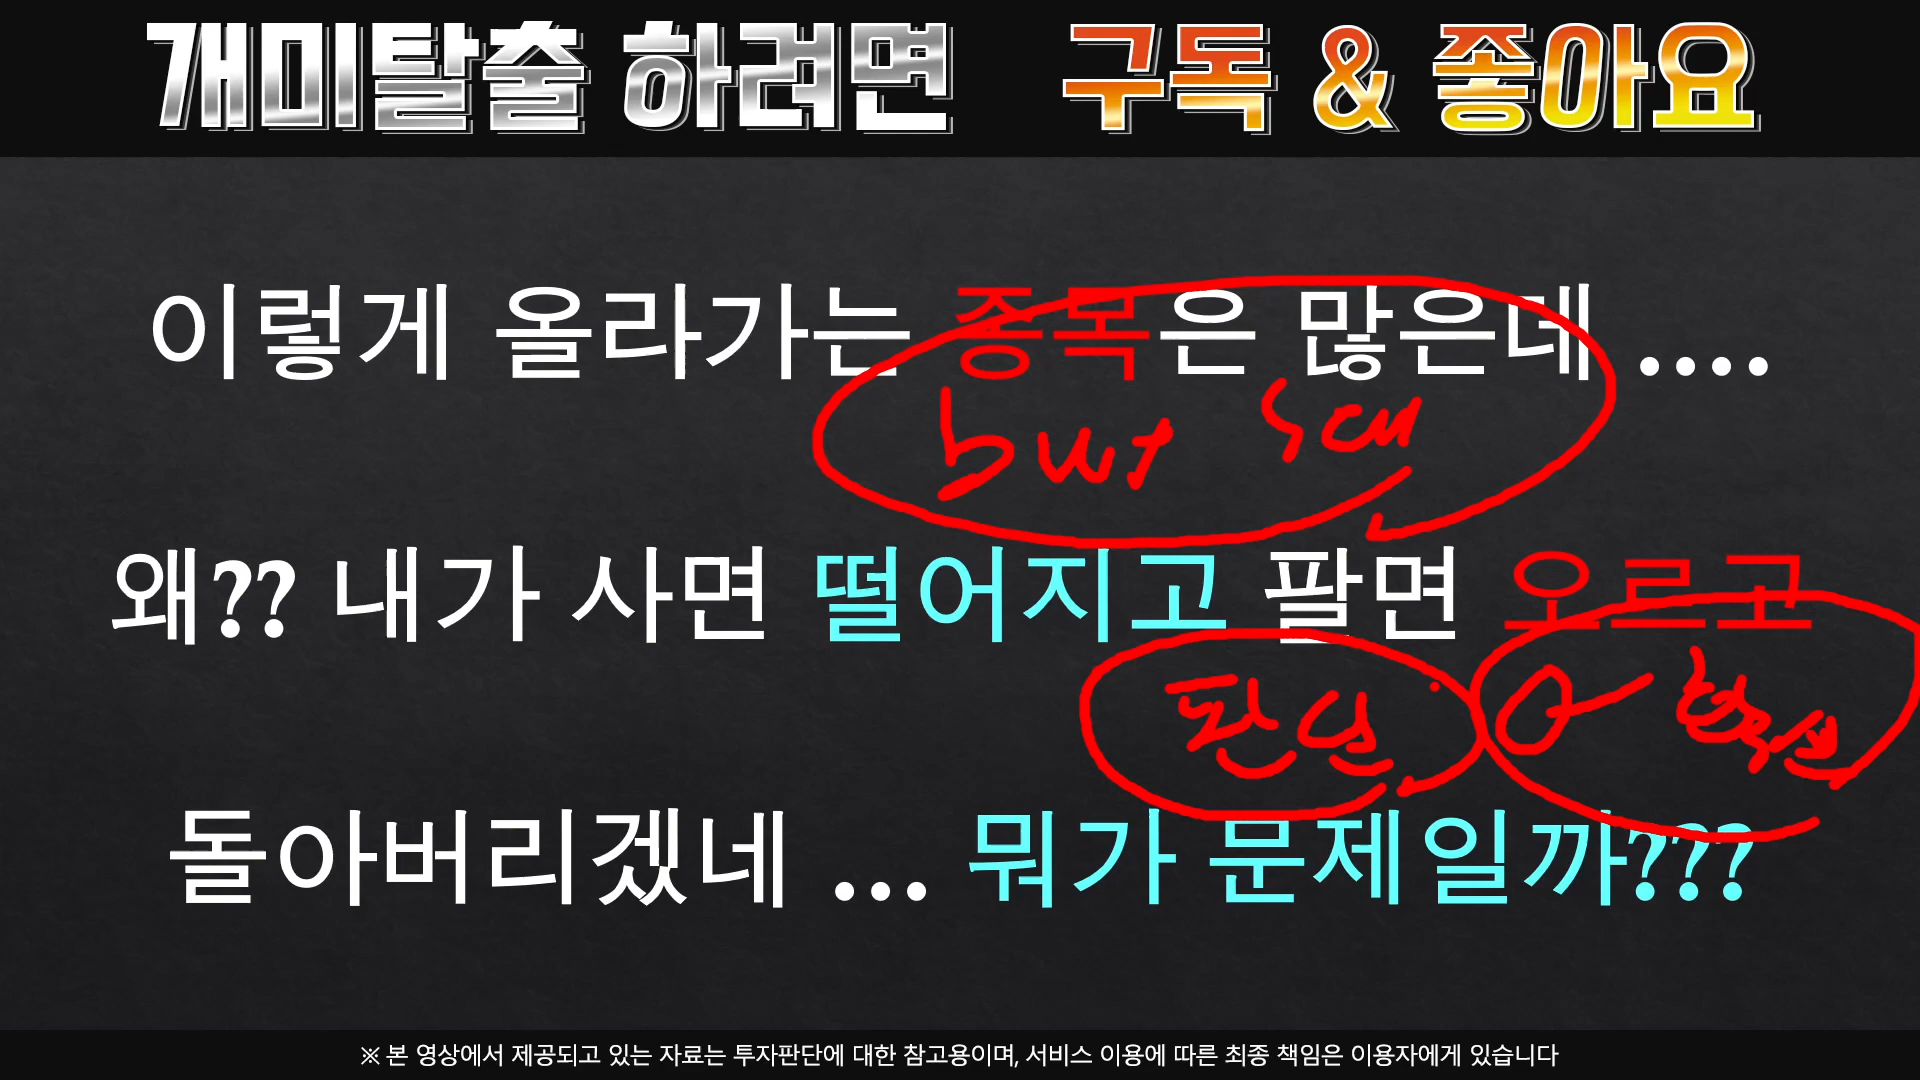 개미탈출 하려면 구독 & 좋아요
이렇게 올라가는 종목은 많은데 ....
but
왜?? 내가 사면 떨어지고 팔면 오르고
판단
돌아버리겠네 ... 뭐가 문제일까???
※ 본 영상에서 제공되고 있는 자료는 투자판단에 대한 참고용이며, 서비스 이용에 따른 최종 책임은 이용자에게 있습니다